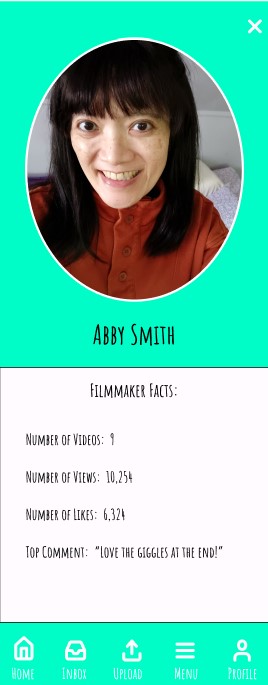 Abby Smith
Filmmaker Facts:
Number of Videos: 9
Number of Views: 10,254
Number of Likes: 6,324
Top Comment: "Love the giggles at the end!"
Home Inbox Upload Menu Profile